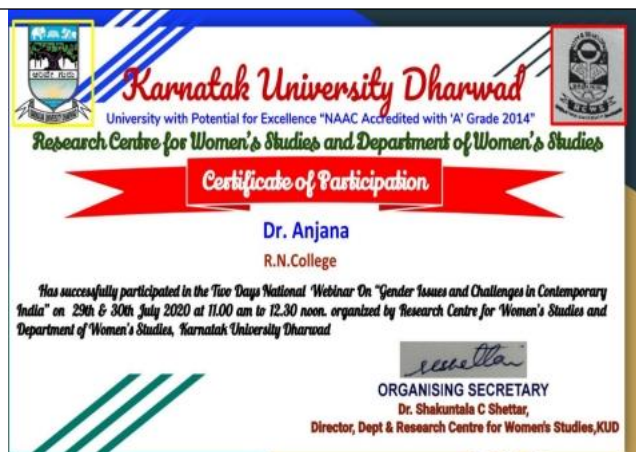 Karnatak University Dharwad
University with Potential for Excellence "NAAC Accredited with 'A' Grade 2014"
Research Centre for Women's Studies and Department of Women's Studies
Certificate of Participation
Dr. Anjana
R.N.College
Has successfully participated in the Two Days National Webinar On "Gender Issues and Challenges in Contemporary
India" on 29th & 30th July 2020 at 11.00 am to 12.30 noon. organized by Research Centre for Women's Studies and
Department of Women's Studies, Karnatak University Dharwad
ORGANISING SECRETARY
Dr. Shakuntala C Shettar,
Director, Dept & Research Centre for Women's Studies,KUD